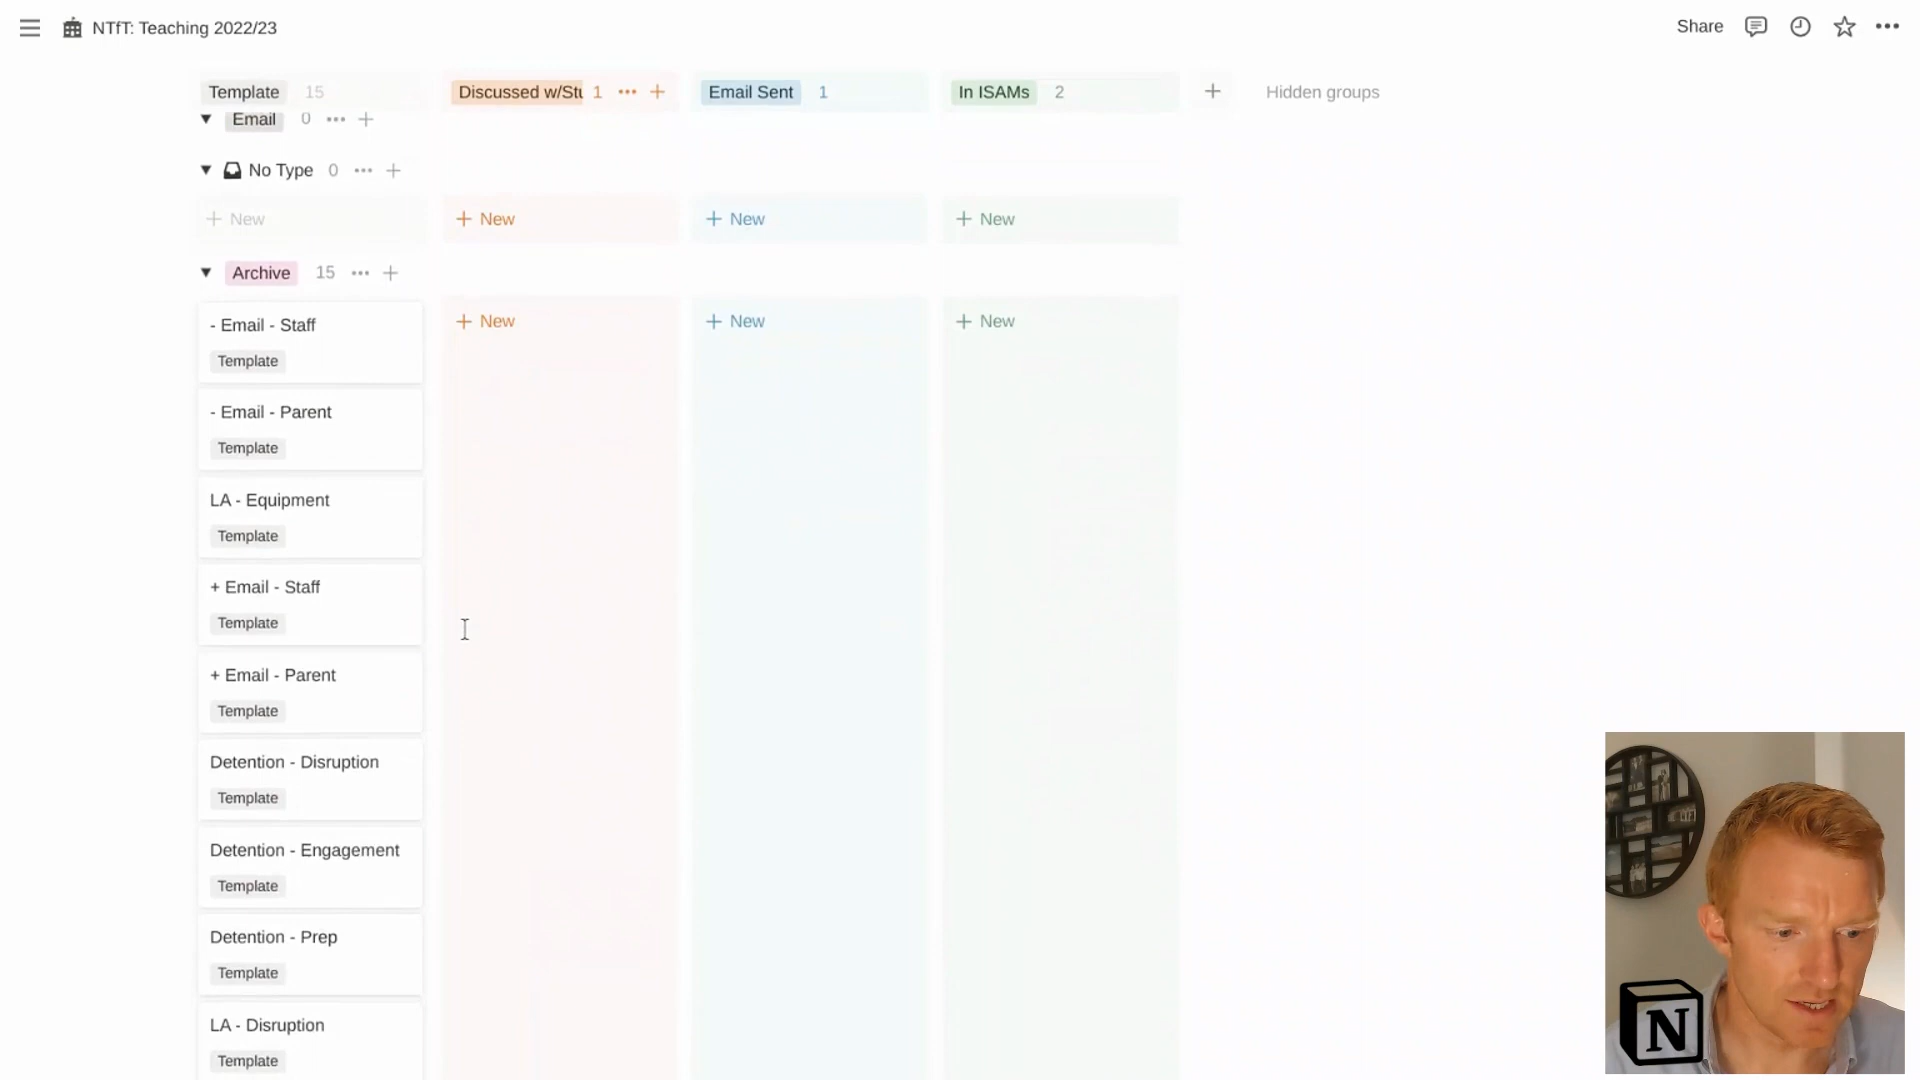 NTfT: Teaching 2022/23
Share
Template 15
Discussed w/Stu 1
Email Sent 1
In ISAMs 2
Hidden groups
Email 0
No Type 0
New
New
New
New
Archive 15
- Email - Staff
Template
New
New
New
- Email - Parent
Template
LA - Equipment
Template
+ Email - Staff
Template
+ Email - Parent
Template
Detention - Disruption
Template
Detention - Engagement
Template
Detention - Prep
Template
LA - Disruption
Template
N